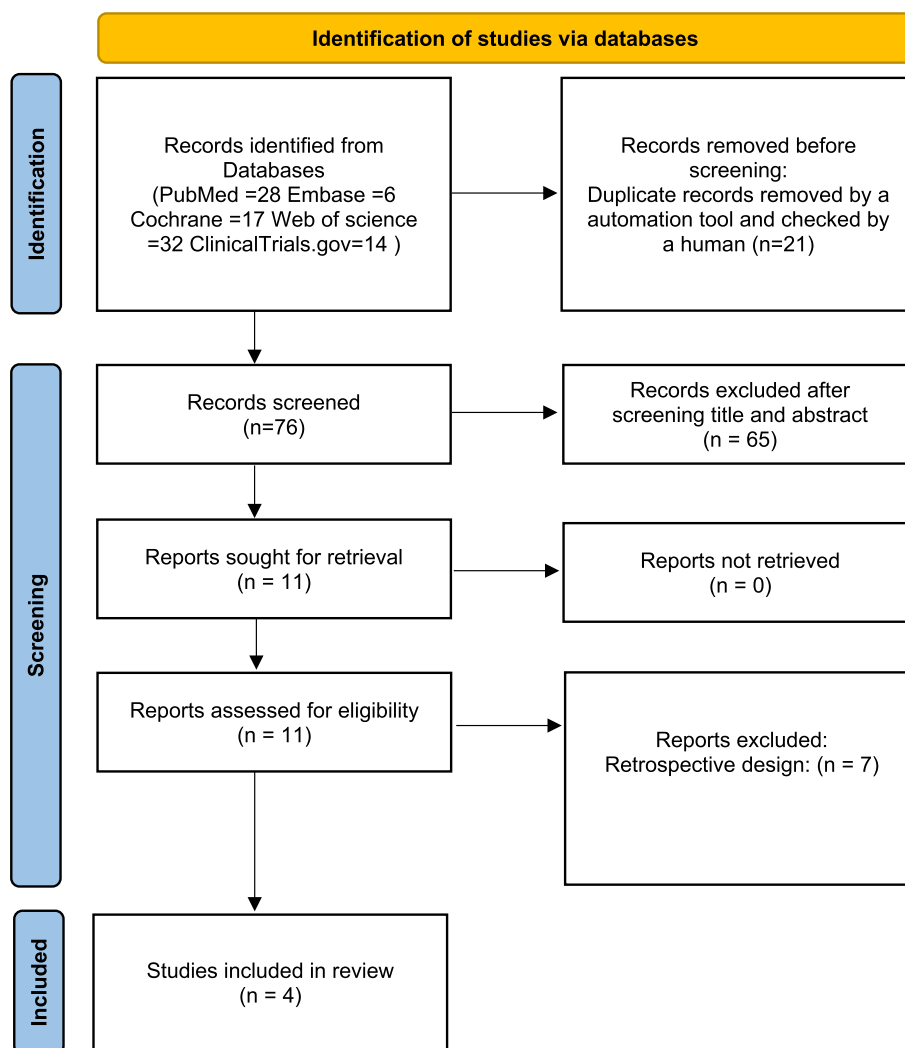 Identification of studies via databases
Identification
Records identified from
Databases
(PubMed =28 Embase =6
Cochrane =17 Web of science
=32 ClinicalTrials.gov=14 )
Records removed before
screening:
Duplicate records removed by a
automation tool and checked by
a human (n=21)
Screening
Records screened
(n=76)
Records excluded after
screening title and abstract
(n = 65)
Reports sought for retrieval
(n = 11)
Reports not retrieved
(n = 0)
Reports assessed for eligibility
(n = 11)
Reports excluded:
Retrospective design: (n = 7)
Included
Studies included in review
(n = 4)